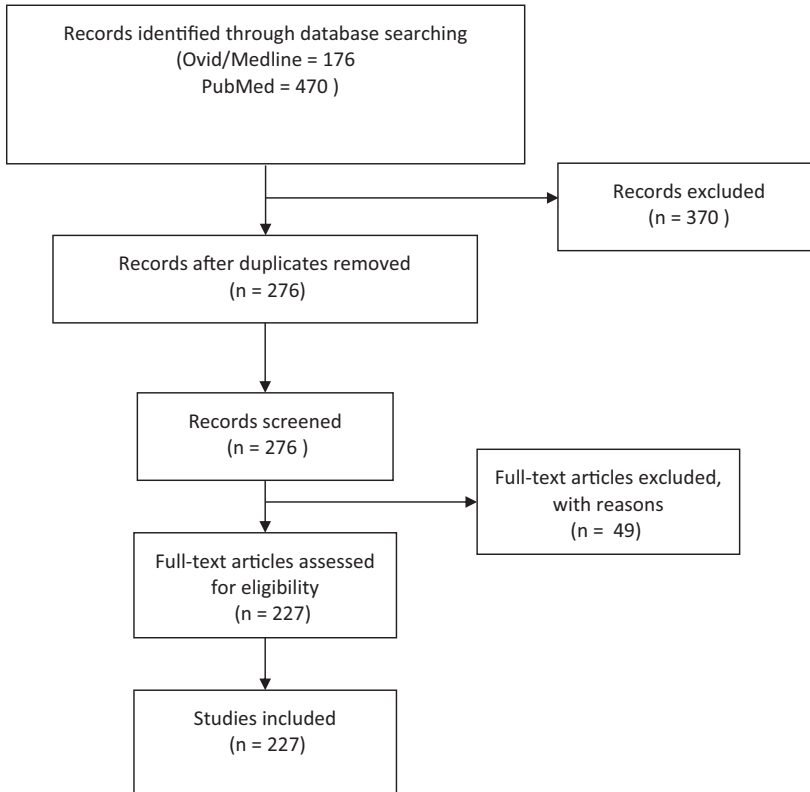 Records identified through database searching
(Ovid/Medline = 176
PubMed = 470 )
Records excluded
(n = 370 )
Records after duplicates removed
(n = 276)
Records screened
(n = 276 )
Full-text articles excluded,
with reasons
(n =  49)
Full-text articles assessed
for eligibility
(n = 227)
Studies included
(n = 227)